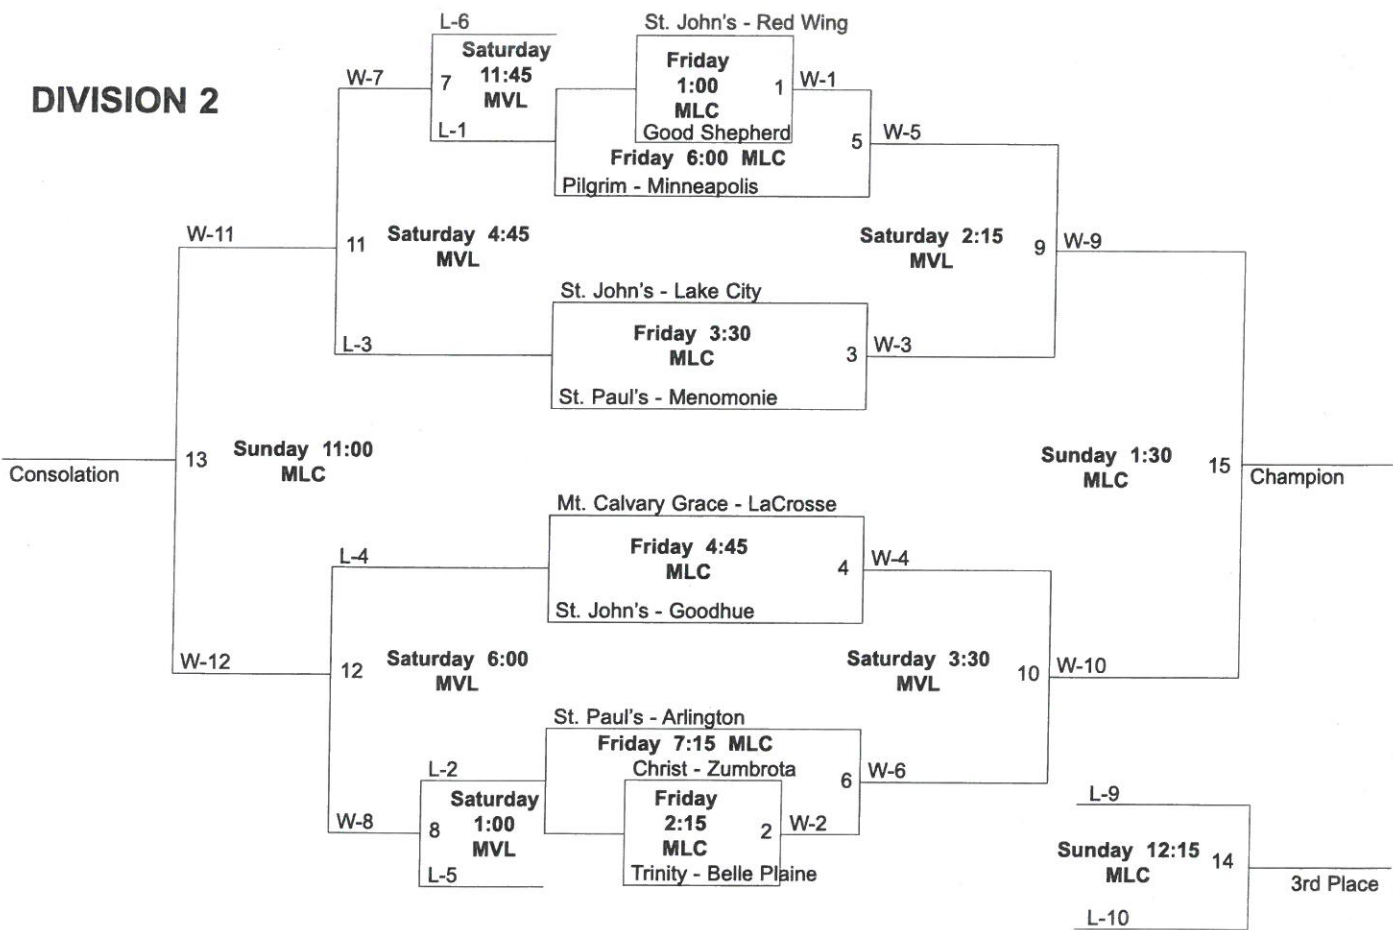 DIVISION 2
L-6
St. John's - Red Wing
Saturday
11:45
MVL
Friday
1:00
MLC
W-7
7
1
W-1
L-1
Good Shepherd
5
W-5
Friday 6:00 MLC
Pilgrim - Minneapolis
W-11
11
Saturday 4:45
MVL
Saturday 2:15
MVL
9
W-9
St. John's - Lake City
L-3
Friday 3:30
MLC
3
W-3
St. Paul's - Menomonie
Consolation
13
Sunday 11:00
MLC
Sunday 1:30
MLC
15
Champion
Mt. Calvary Grace - LaCrosse
L-4
Friday 4:45
MLC
4
W-4
St. John's - Goodhue
W-12
12
Saturday 6:00
MVL
Saturday 3:30
MVL
10
W-10
St. Paul's - Arlington
Friday 7:15 MLC
L-2
Christ - Zumbrota
6
W-6
W-8
8
Saturday
1:00
MVL
Friday
2:15
MLC
2
W-2
L-5
Trinity - Belle Plaine
L-9
Sunday 12:15
MLC
14
3rd Place
L-10